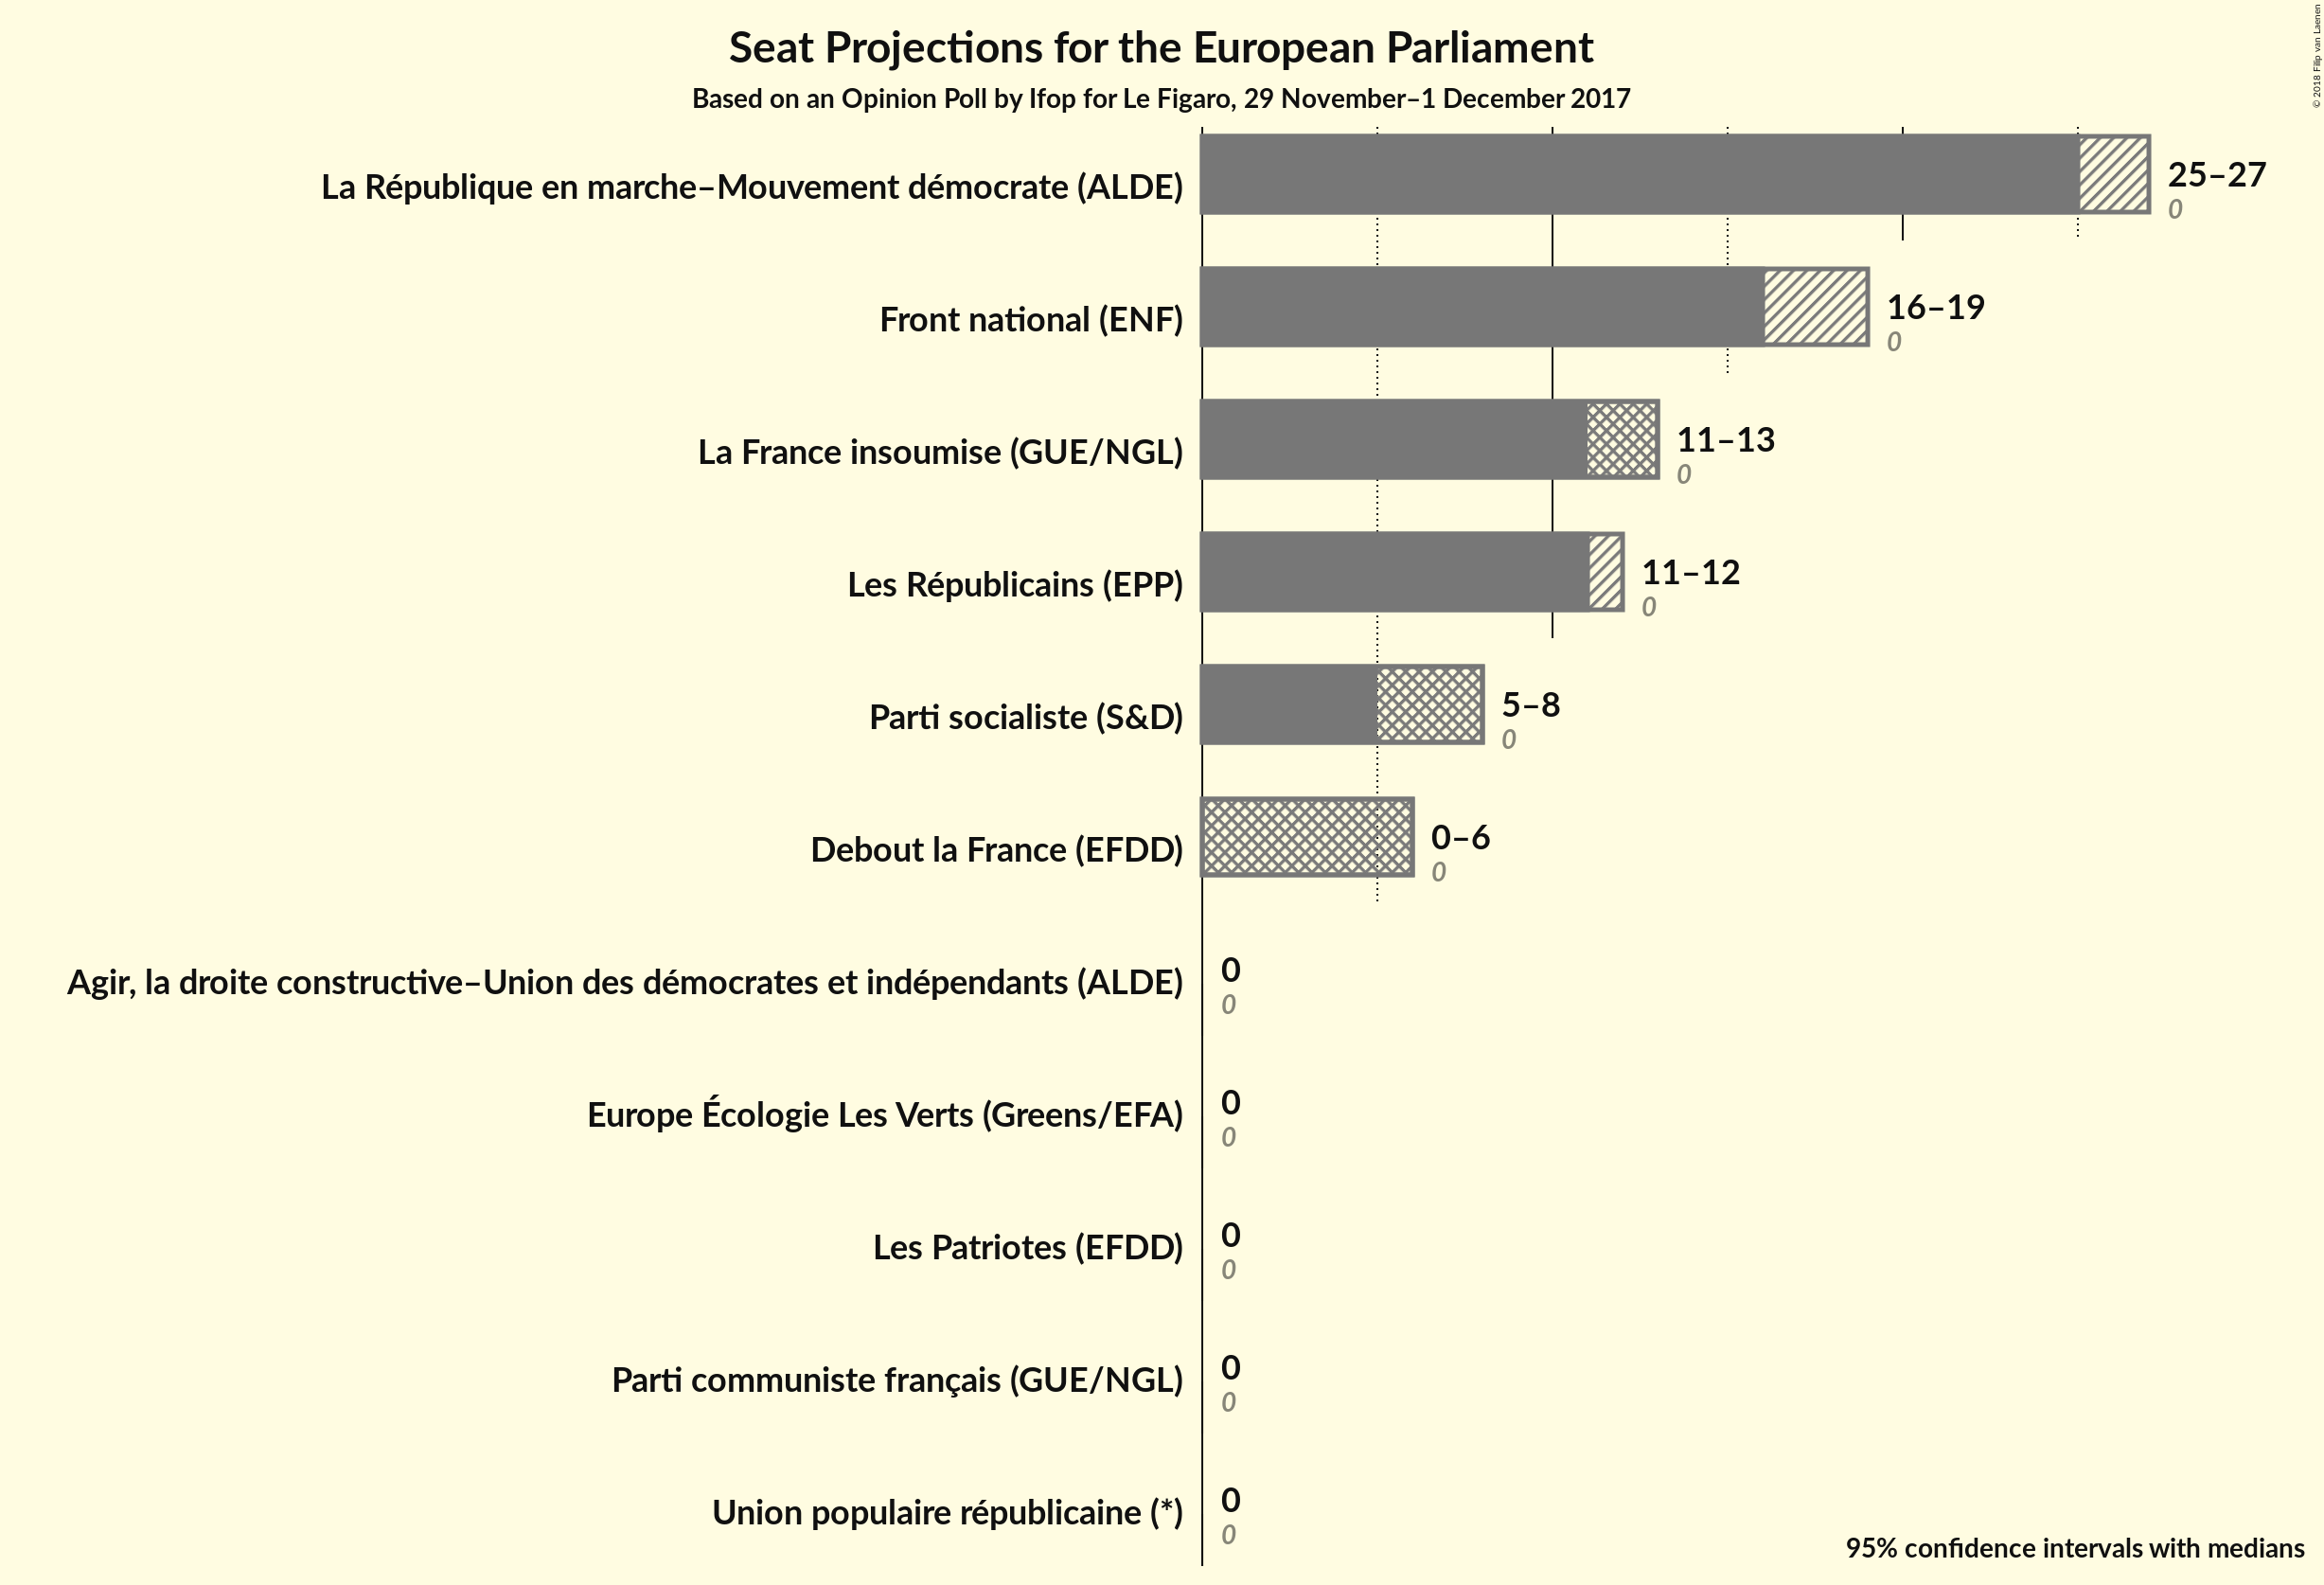 Seat Projections for the European Parliament
Based on an Opinion Poll by Ifop for Le Figaro, 29 November–1 December 2017
© 2018 Filip van Laenen
La République en marche–Mouvement démocrate (ALDE)
25–27
0
Front national (ENF)
16–19
0
La France insoumise (GUE/NGL)
11–13
0
Les Républicains (EPP)
11–12
0
Parti socialiste (S&D)
5–8
0
Debout la France (EFDD)
0–6
0
Agir, la droite constructive–Union des démocrates et indépendants (ALDE)
0
0
Europe Écologie Les Verts (Greens/EFA)
0
0
Les Patriotes (EFDD)
0
0
Parti communiste français (GUE/NGL)
0
0
Union populaire républicaine (*)
0
0
95% confidence intervals with medians